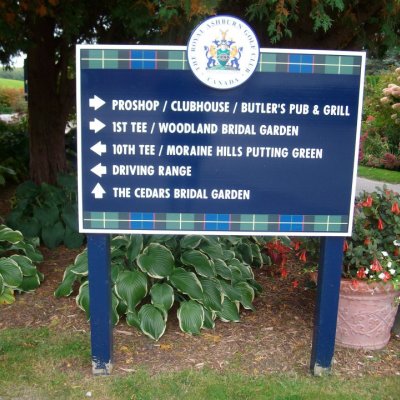 THE ROYAL ASHBURN GOLF CLUB
CANADA
PROSHOP / CLUBHOUSE / BUTLER'S PUB & GRILL
1ST TEE / WOODLAND BRIDAL GARDEN
10TH TEE / MORAINE HILLS PUTTING GREEN
DRIVING RANGE
THE CEDARS BRIDAL GARDEN